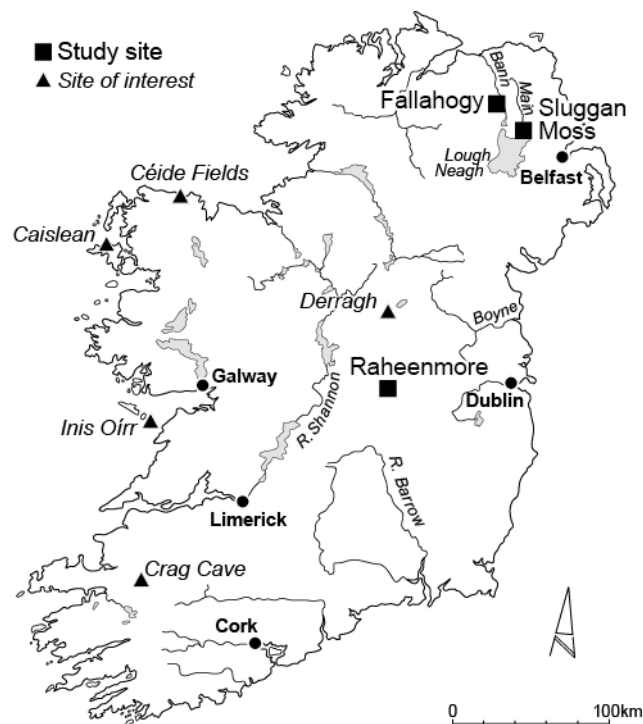 Study site
Site of interest
Bann
Main
Fallahogy
Sluggan
Moss
Lough
Neagh
Belfast
Céide Fields
Caislean
Derragh
Boyne
Raheenmore
Galway
Dublin
Inis Oírr
R. Shannon
R. Barrow
Limerick
Crag Cave
Cork
0
100km